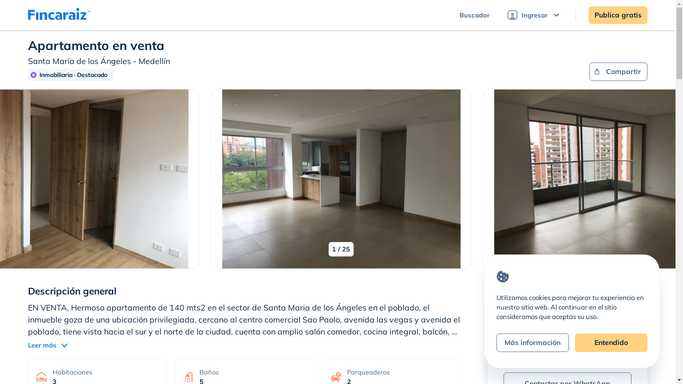 Fincaraiz
Buscador
Ingresar
Publica gratis
Apartamento en venta
Santa María de los Ángeles - Medellín
Inmobiliaria · Destacado
Compartir
1 / 25
Descripción general
EN VENTA, Hermoso apartamento de 140 mts2 en el sector de Santa Maria de los Ángeles en el poblado, el
inmueble goza de una ubicación privilegiada, cercano al centro comercial Sao Paolo, avenida las vegas y avenida el
poblado, tiene vista hacia el sur y el norte de la ciudad, cuenta con amplio salón comedor, cocina integral, balcón, ...
Leer más
Habitaciones
3
Baños
5
Parqueaderos
2
Utilizamos cookies para mejorar tu experiencia en
nuestro sitio web. Al continuar en el sitio
consideramos que aceptas su uso.
Más información
Entendido
Contactar por WhatsApp